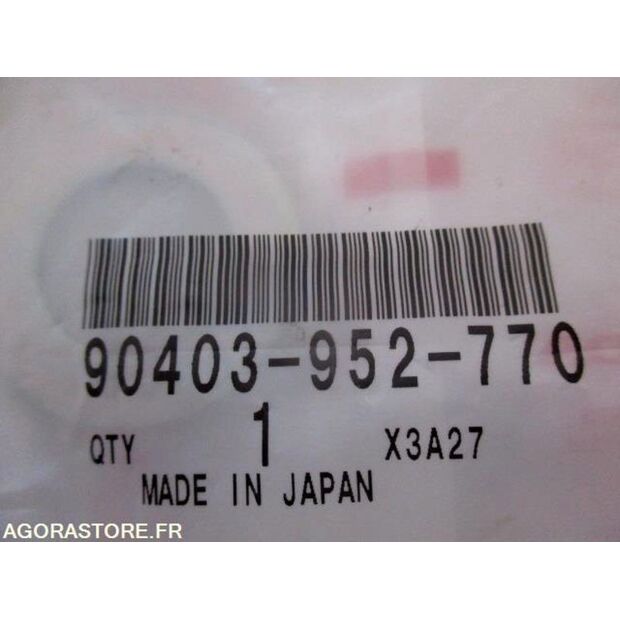 90403-952-770
QTY 1 X3A27
MADE IN JAPAN
AGORASTORE.FR